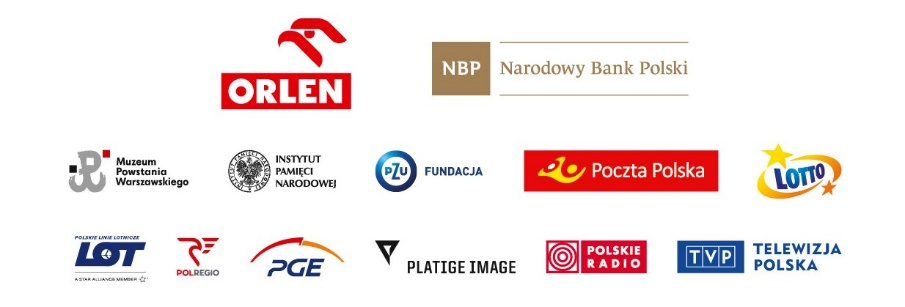 ORLEN
NBP Narodowy Bank Polski
Muzeum
Powstania
Warszawskiego
INSTYTUT
PAMIĘCI
NARODOWEJ
PZU FUNDACJA
Poczta Polska
LOTTO
POLSKIE LINIE LOTNICZE
LOT
A STAR ALLIANCE MEMBER
POLREGIO
PGE
PLATIGE IMAGE
POLSKIE
RADIO
TVP
TELEWIZJA
POLSKA